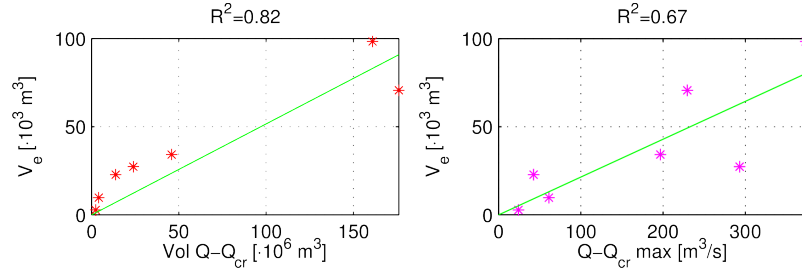 R²=0.82
100
50
0
V_e [·10³ m³]
0 50 100 150
Vol Q−Q_cr [·10⁶ m³]
R²=0.67
100
50
0
V_e [·10³ m³]
0 100 200 300
Q−Q_cr max [m³/s]